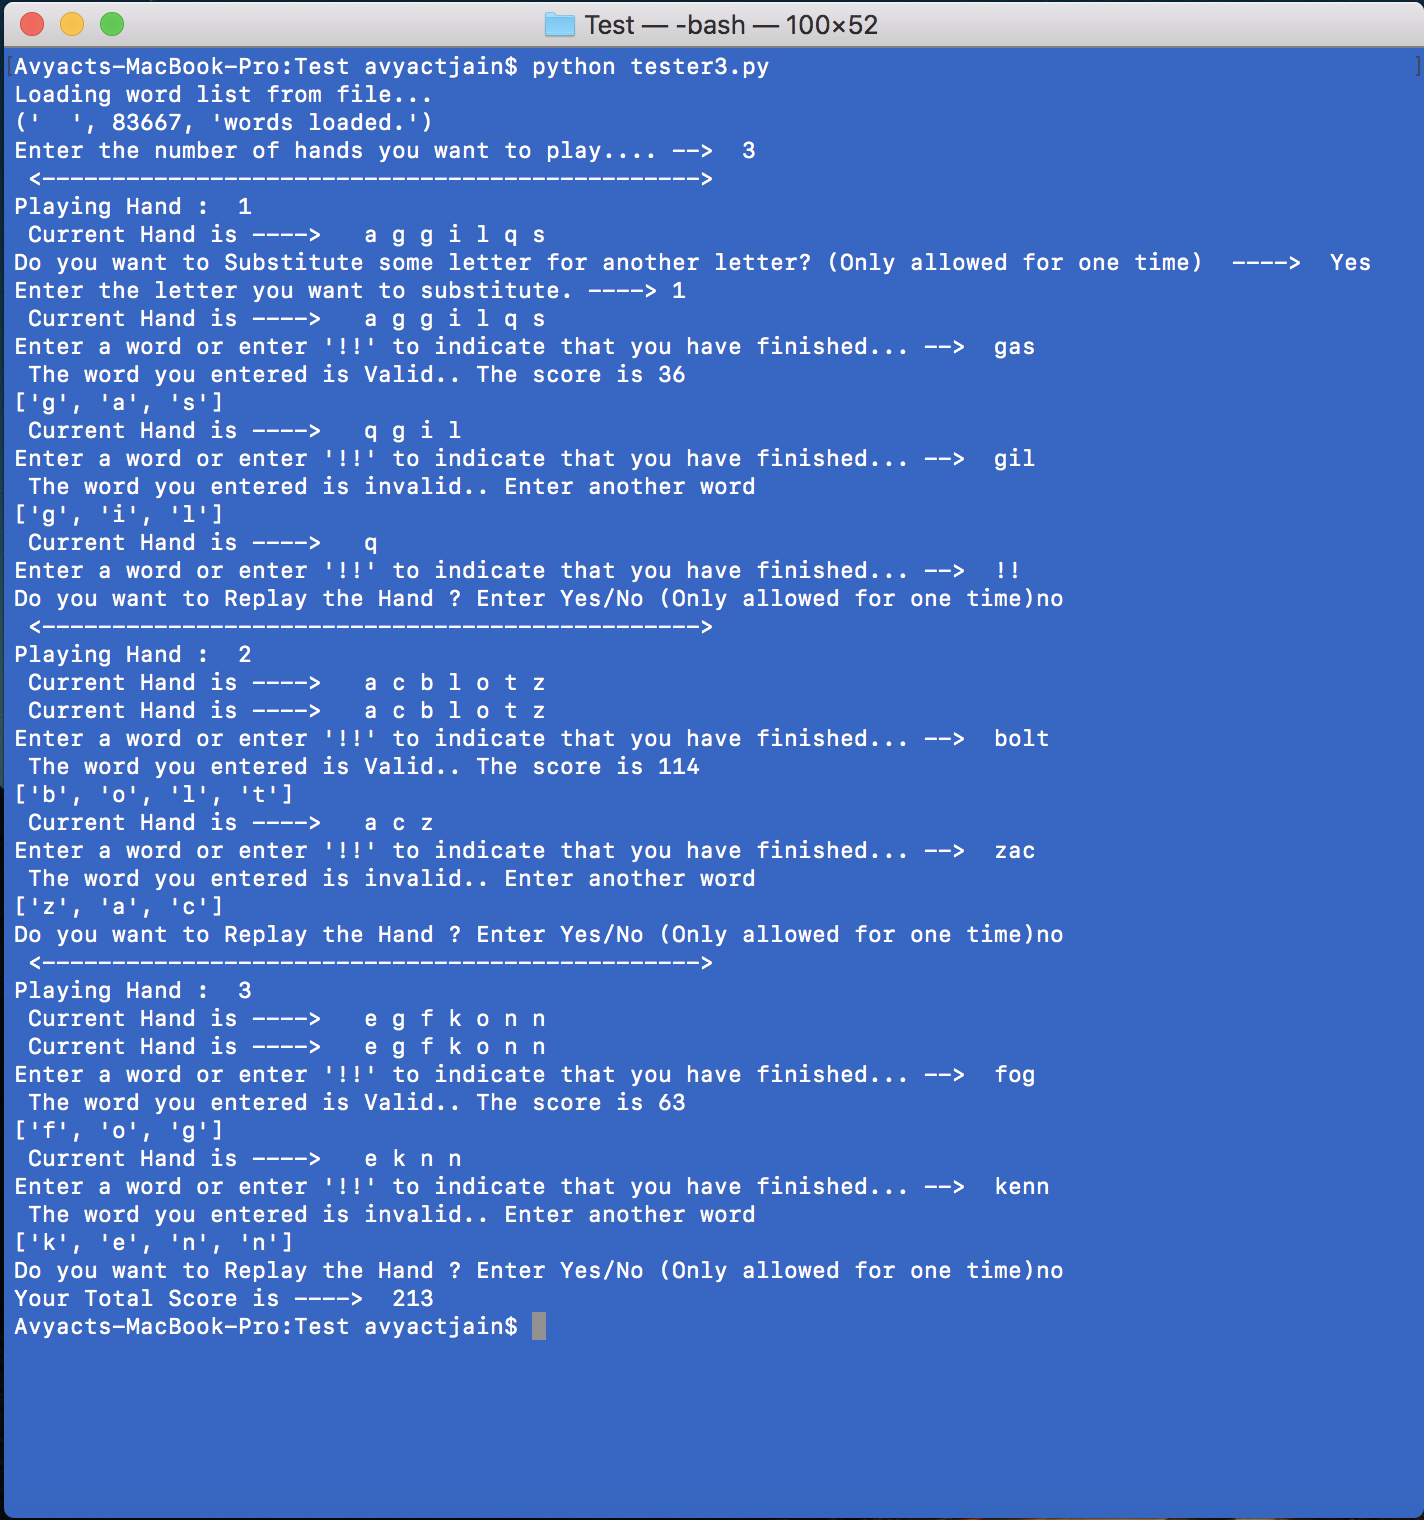 Test — -bash — 100×52
[Avyacts-MacBook-Pro:Test avyactjain$ python tester3.py ]
Loading word list from file...
('  ', 83667, 'words loaded.')
Enter the number of hands you want to play.... -->  3
 <----------------------------------------------->
Playing Hand :  1
 Current Hand is ---->   a g g i l q s
Do you want to Substitute some letter for another letter? (Only allowed for one time)  ---->  Yes
Enter the letter you want to substitute. ----> 1
 Current Hand is ---->   a g g i l q s
Enter a word or enter '!!' to indicate that you have finished... -->  gas
 The word you entered is Valid.. The score is 36
['g', 'a', 's']
 Current Hand is ---->   q g i l
Enter a word or enter '!!' to indicate that you have finished... -->  gil
 The word you entered is invalid.. Enter another word
['g', 'i', 'l']
 Current Hand is ---->   q
Enter a word or enter '!!' to indicate that you have finished... -->  !!
Do you want to Replay the Hand ? Enter Yes/No (Only allowed for one time)no
 <----------------------------------------------->
Playing Hand :  2
 Current Hand is ---->   a c b l o t z
 Current Hand is ---->   a c b l o t z
Enter a word or enter '!!' to indicate that you have finished... -->  bolt
 The word you entered is Valid.. The score is 114
['b', 'o', 'l', 't']
 Current Hand is ---->   a c z
Enter a word or enter '!!' to indicate that you have finished... -->  zac
 The word you entered is invalid.. Enter another word
['z', 'a', 'c']
Do you want to Replay the Hand ? Enter Yes/No (Only allowed for one time)no
 <----------------------------------------------->
Playing Hand :  3
 Current Hand is ---->   e g f k o n n
 Current Hand is ---->   e g f k o n n
Enter a word or enter '!!' to indicate that you have finished... -->  fog
 The word you entered is Valid.. The score is 63
['f', 'o', 'g']
 Current Hand is ---->   e k n n
Enter a word or enter '!!' to indicate that you have finished... -->  kenn
 The word you entered is invalid.. Enter another word
['k', 'e', 'n', 'n']
Do you want to Replay the Hand ? Enter Yes/No (Only allowed for one time)no
Your Total Score is ---->  213
Avyacts-MacBook-Pro:Test avyactjain$